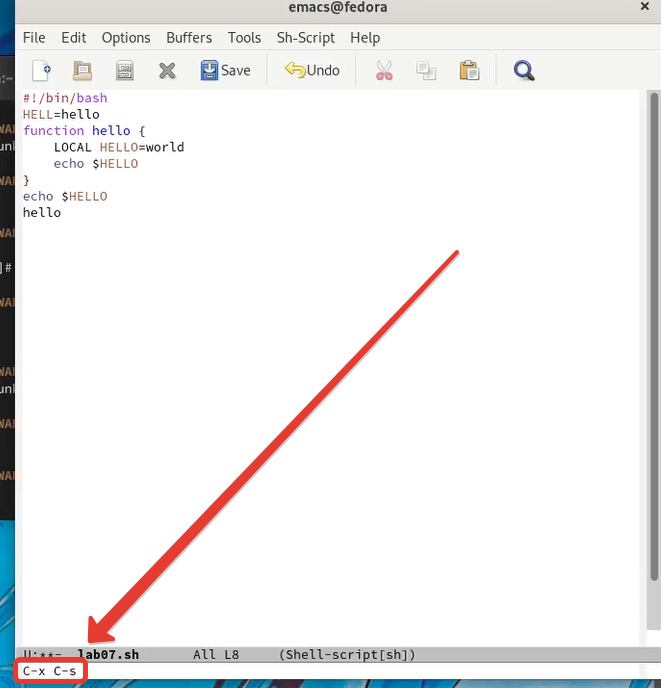 emacs@fedora ×
File Edit Options Buffers Tools Sh-Script Help
Save Undo
#!/bin/bash
HELL=hello
function hello {
    LOCAL HELLO=world
    echo $HELLO
}
echo $HELLO
hello
U:**- lab07.sh All L8 (Shell-script[sh])
C-x C-s